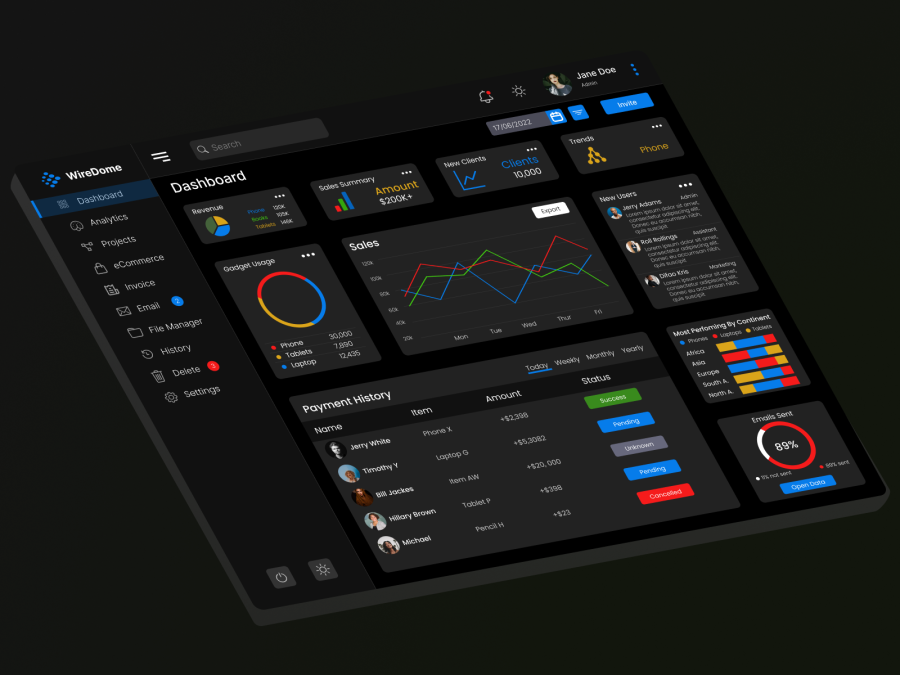 WireDome
Search
Jane Doe
Admin
Dashboard
Analytics
Projects
eCommerce
Invoice
Email 2
File Manager
History
Delete 3
Settings
Dashboard
17/06/2022
Invite
Revenue
Phone 120K
Books 105K
Tablets 146K
Sales Summary
Amount
$200K+
New Clients
Clients
10,000
Trends
Phone
Gadget Usage
Phone 30,000
Tablets 7,890
Laptop 12,435
Sales
Export
120k
100k
80k
60k
40k
20k
Mon Tue Wed Thur Fri
New Users
Jerry Adams Admin
Lorem ipsum dolor sit amet,
consectetur adipiscing elit,
Donec eu accumsan nibh,
quis suscipit
Roll Rollings Assistant
Lorem ipsum dolor sit amet,
consectetur adipiscing elit,
Donec eu accumsan nibh,
quis suscipit
Difao Kris Marketing
Lorem ipsum dolor sit amet,
consectetur adipiscing elit,
Donec eu accumsan nibh,
quis suscipit
Payment History
Today Weekly Monthly Yearly
Name Item Amount Status
Jerry White Phone X +$2,398 Success
Timothy Y Laptop G +$5,3082 Pending
Bill Jackes Item AW +$20, 000 Unknown
Hillary Brown Tablet P +$398 Pending
Michael Pencil H +$23 Cancelled
Most Perfoming By Continent
Phones Laptops Tablets
Africa
Asia
Europe
South A.
North A.
Emails Sent
89%
11% not sent
Open Data